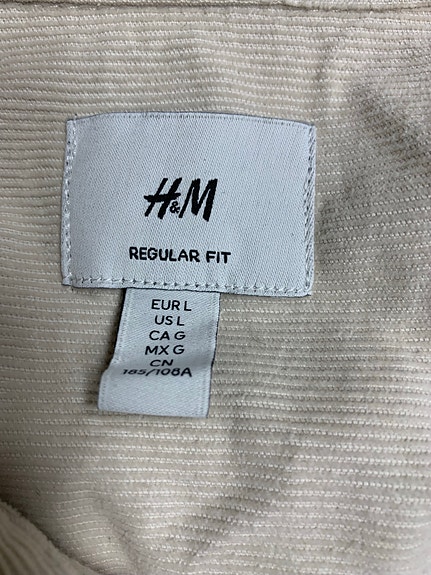 H&M
REGULAR FIT
EUR L
US L
CA G
MX G
CN
185/108A